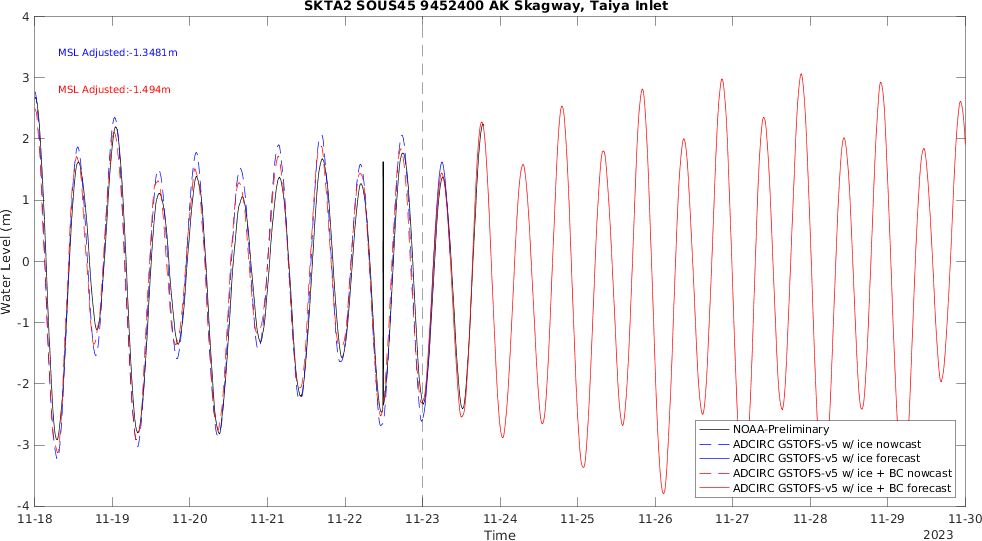 SKTA2 SOUS45 9452400 AK Skagway, Taiya Inlet
MSL Adjusted:-1.3481m
MSL Adjusted:-1.494m
Water Level (m)
4
3
2
1
0
-1
-2
-3
-4
NOAA-Preliminary
ADCIRC GSTOFS-v5 w/ ice nowcast
ADCIRC GSTOFS-v5 w/ ice forecast
ADCIRC GSTOFS-v5 w/ ice + BC nowcast
ADCIRC GSTOFS-v5 w/ ice + BC forecast
11-18 11-19 11-20 11-21 11-22 11-23 11-24 11-25 11-26 11-27 11-28 11-29 11-30
Time
2023